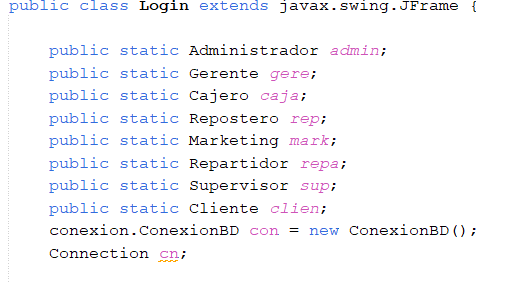 public class Login extends javax.swing.JFrame {
public static Administrador admin;
public static Gerente gere;
public static Cajero caja;
public static Repostero rep;
public static Marketing mark;
public static Repartidor repa;
public static Supervisor sup;
public static Cliente clien;
conexion.ConexionBD con = new ConexionBD();
Connection cn;